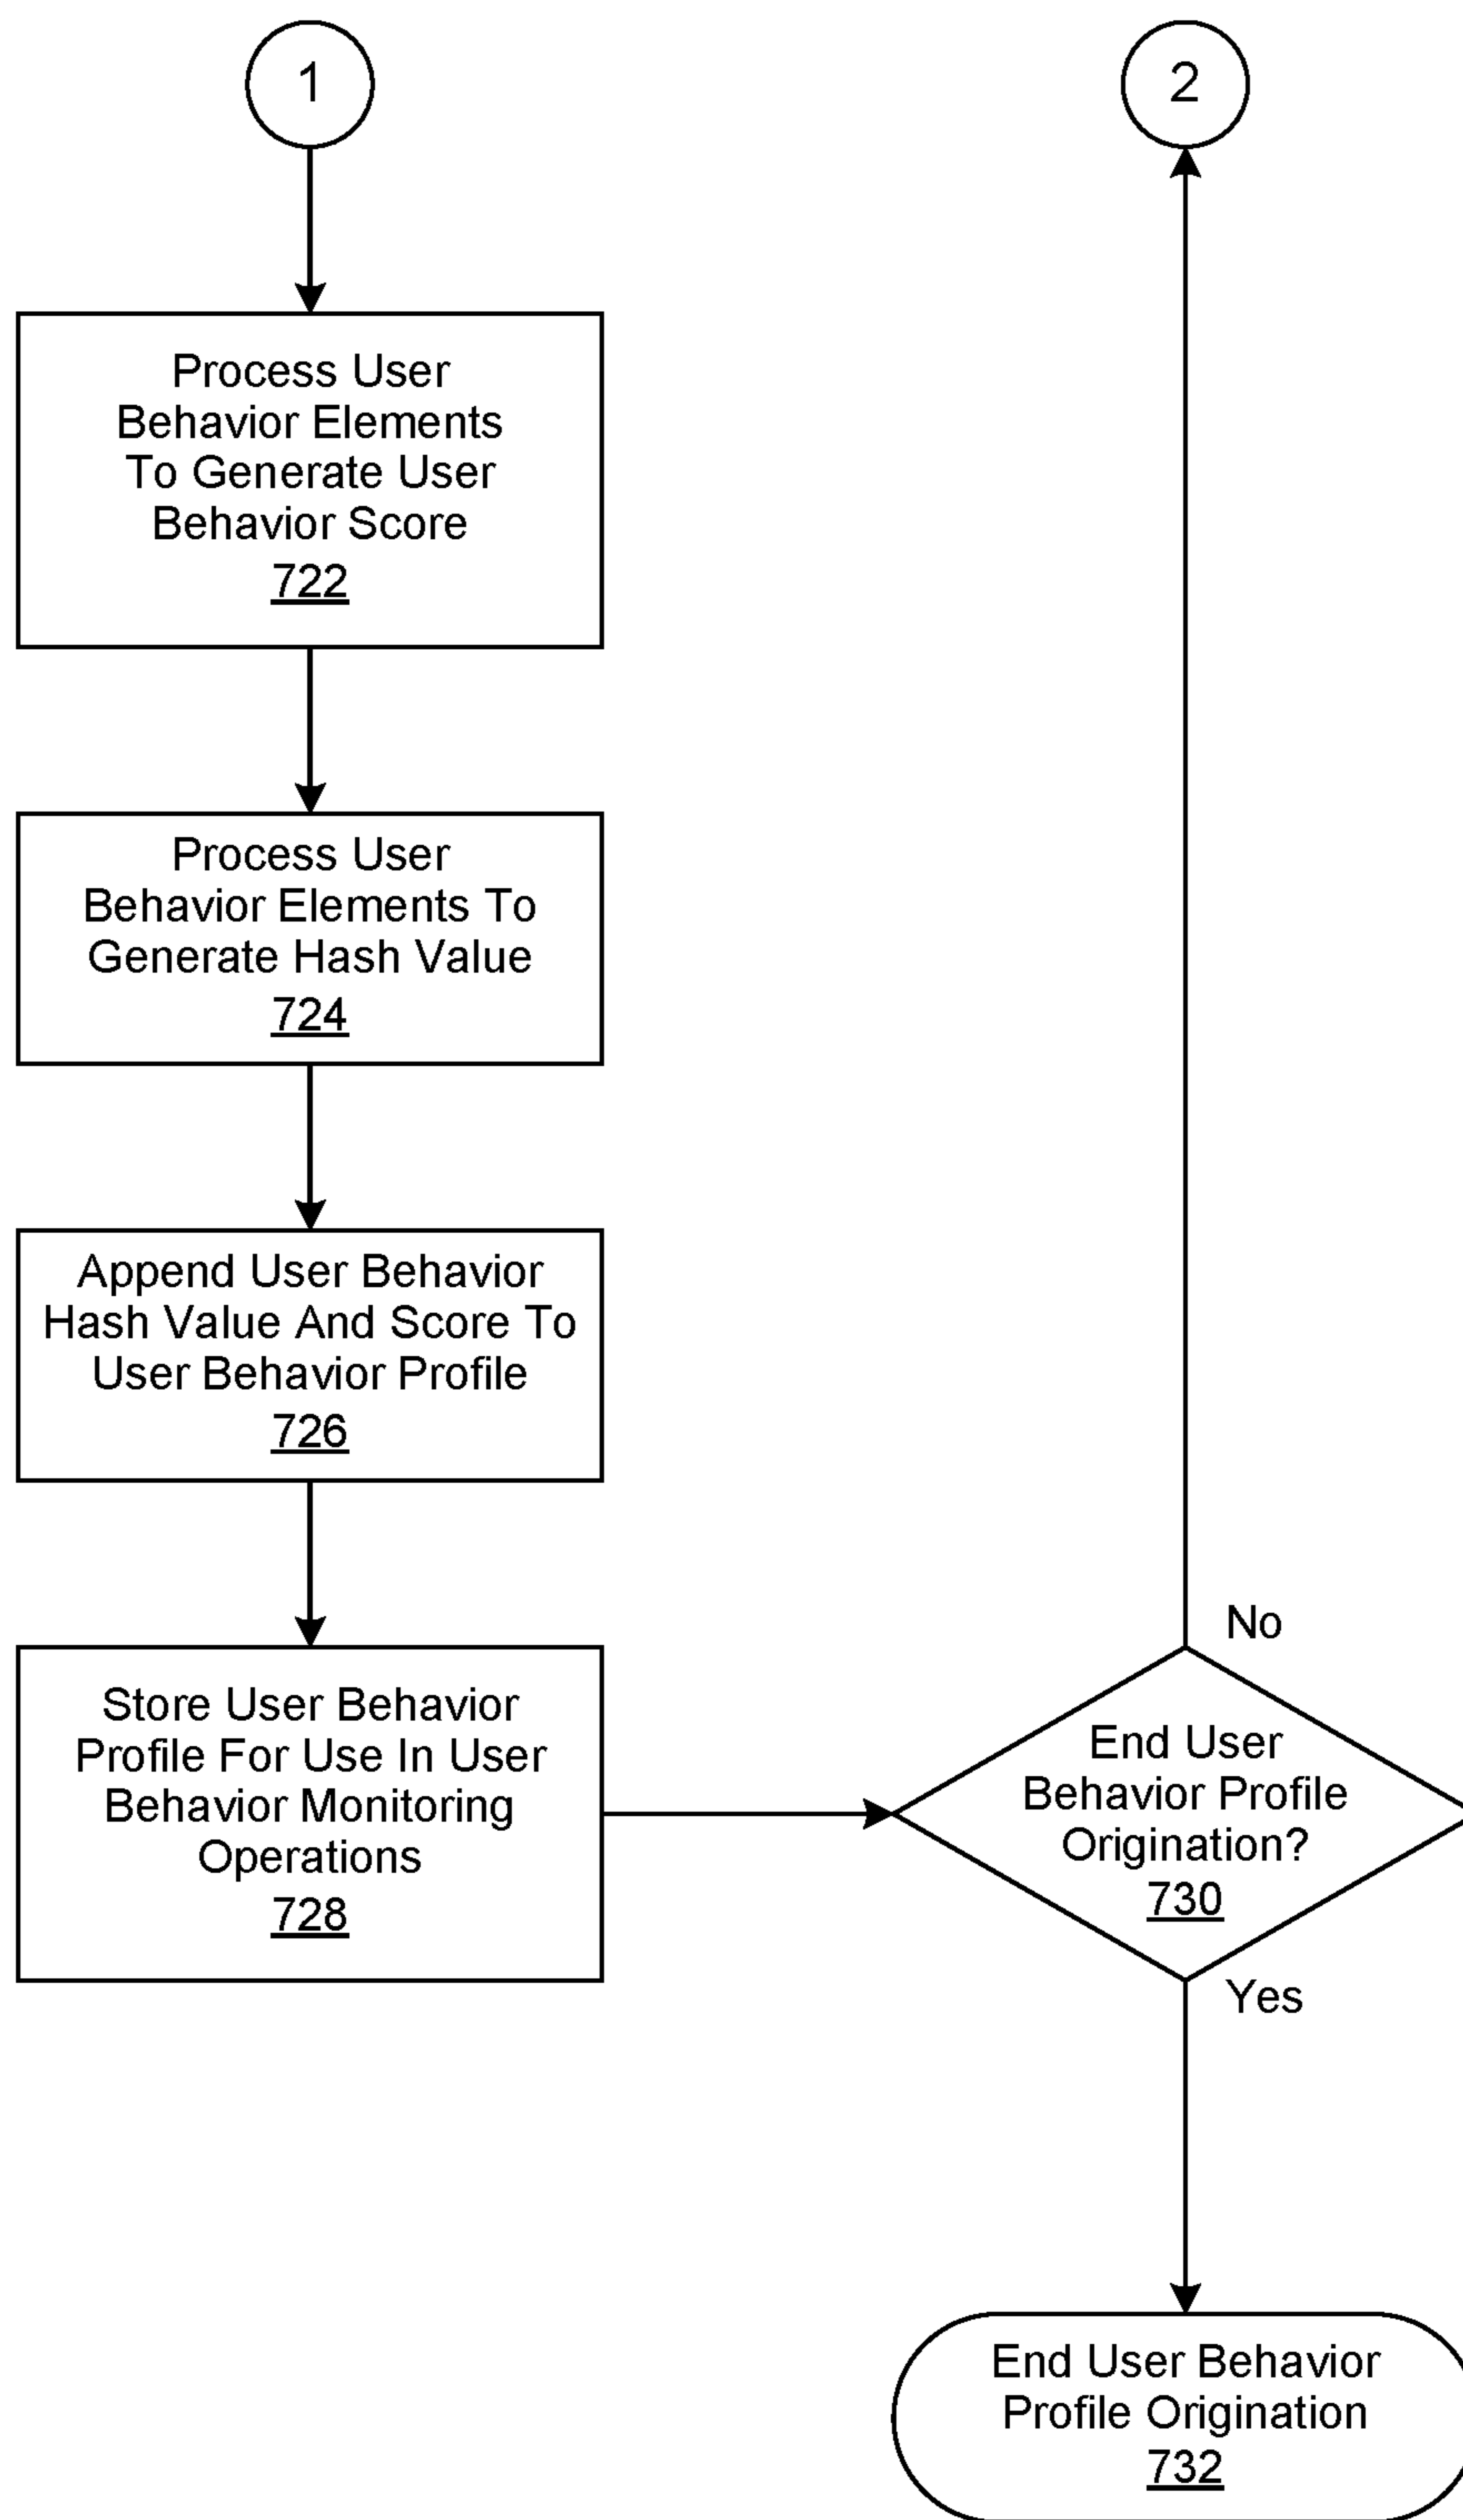 1
Process User
Behavior Elements
To Generate User
Behavior Score
722
Process User
Behavior Elements To
Generate Hash Value
724
Append User Behavior
Hash Value And Score To
User Behavior Profile
726
Store User Behavior
Profile For Use In User
Behavior Monitoring
Operations
728
2
No
End User
Behavior Profile
Origination?
730
Yes
End User Behavior
Profile Origination
732